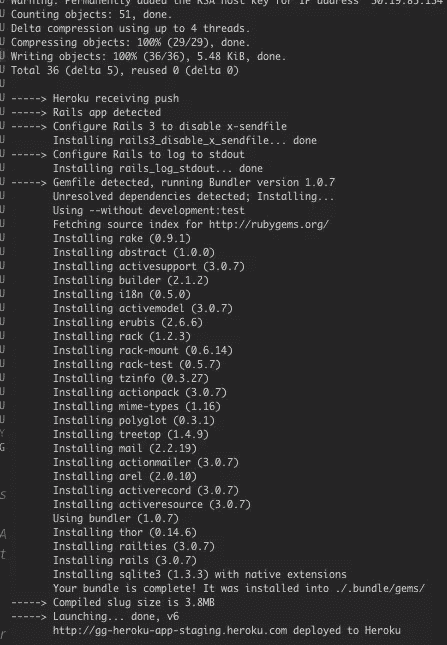 Warning: Permanently added the RSA host key for IP address
Counting objects: 51, done.
Delta compression using up to 4 threads.
Compressing objects: 100% (29/29), done.
Writing objects: 100% (36/36), 5.48 KiB, done.
Total 36 (delta 5), reused 0 (delta 0)
-----> Heroku receiving push
-----> Rails app detected
-----> Configure Rails 3 to disable x-sendfile
Installing rails3_disable_x_sendfile... done
-----> Configure Rails to log to stdout
Installing rails_log_stdout... done
-----> Gemfile detected, running Bundler version 1.0.7
Unresolved dependencies detected; Installing...
Using --without development:test
Fetching source index for http://rubygems.org/
Installing rake (0.9.1)
Installing abstract (1.0.0)
Installing activesupport (3.0.7)
Installing builder (2.1.2)
Installing i18n (0.5.0)
Installing activemodel (3.0.7)
Installing erubis (2.6.6)
Installing rack (1.2.3)
Installing rack-mount (0.6.14)
Installing rack-test (0.5.7)
Installing tzinfo (0.3.27)
Installing actionpack (3.0.7)
Installing mime-types (1.16)
Installing polyglot (0.3.1)
Installing treetop (1.4.9)
Installing mail (2.2.19)
Installing actionmailer (3.0.7)
Installing arel (2.0.10)
Installing activerecord (3.0.7)
Installing activeresource (3.0.7)
Using bundler (1.0.7)
Installing thor (0.14.6)
Installing railties (3.0.7)
Installing rails (3.0.7)
Installing sqlite3 (1.3.3) with native extensions
Your bundle is complete! It was installed into ./.bundle/gems/
-----> Compiled slug size is 3.8MB
-----> Launching... done, v6
http://gg-heroku-app-staging.heroku.com deployed to Heroku